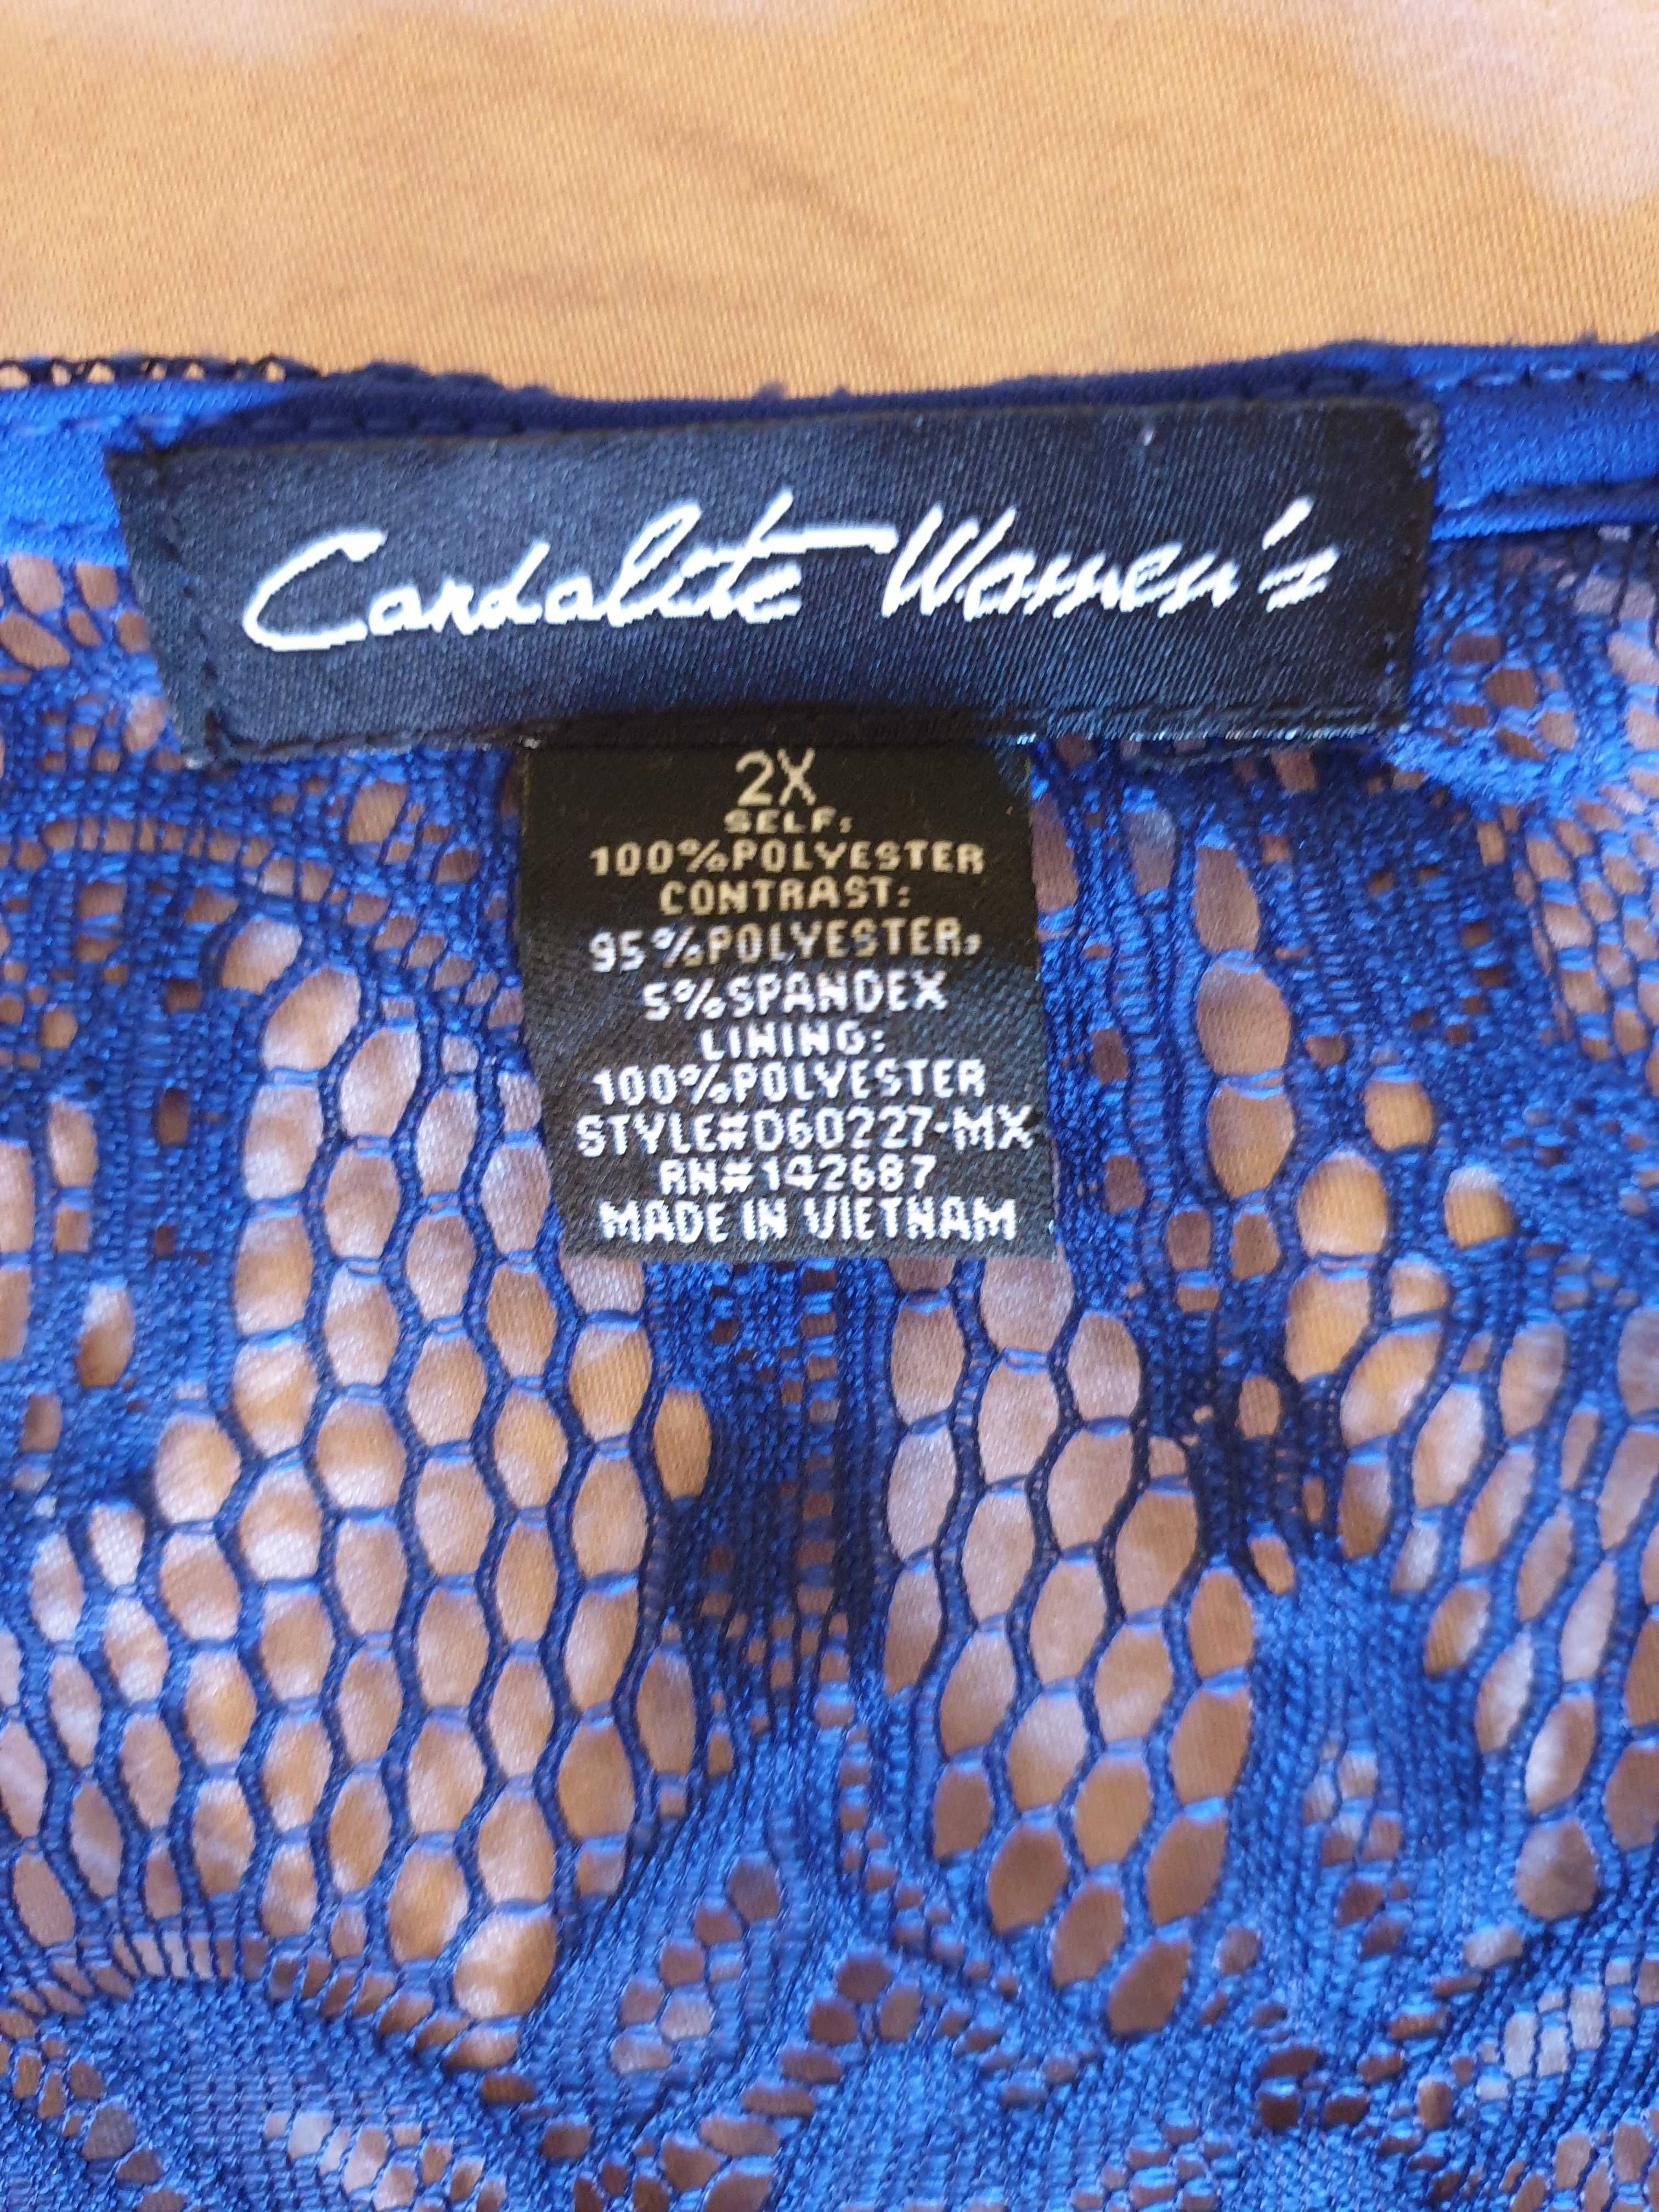 Cardalite Women's
2X
SELF:
100%POLYESTER
CONTRAST:
95%POLYESTER,
5%SPANDEX
LINING:
100%POLYESTER
STYLE#D60227-MX
RN#142687
MADE IN VIETNAM